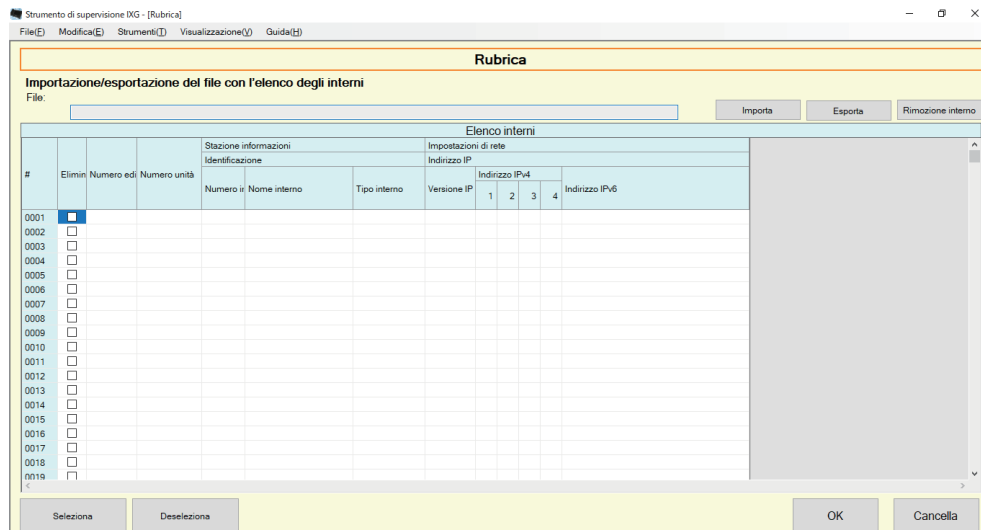 Strumento di supervisione IXG - [Rubrica]
File(F) Modifica(E) Strumenti(T) Visualizzazione(V) Guida(H)
Rubrica
Importazione/esportazione del file con l'elenco degli interni
File:
Importa Esporta Rimozione interno
Elenco interni
Stazione informazioni Impostazioni di rete
Identificazione Indirizzo IP
# Elimin Numero edi Numero unità Numero ir Nome interno Tipo interno Versione IP Indirizzo IPv4 Indirizzo IPv6
1 2 3 4
0001
0002
0003
0004
0005
0006
0007
0008
0009
0010
0011
0012
0013
0014
0015
0016
0017
0018
0019
Seleziona Deseleziona OK Cancella